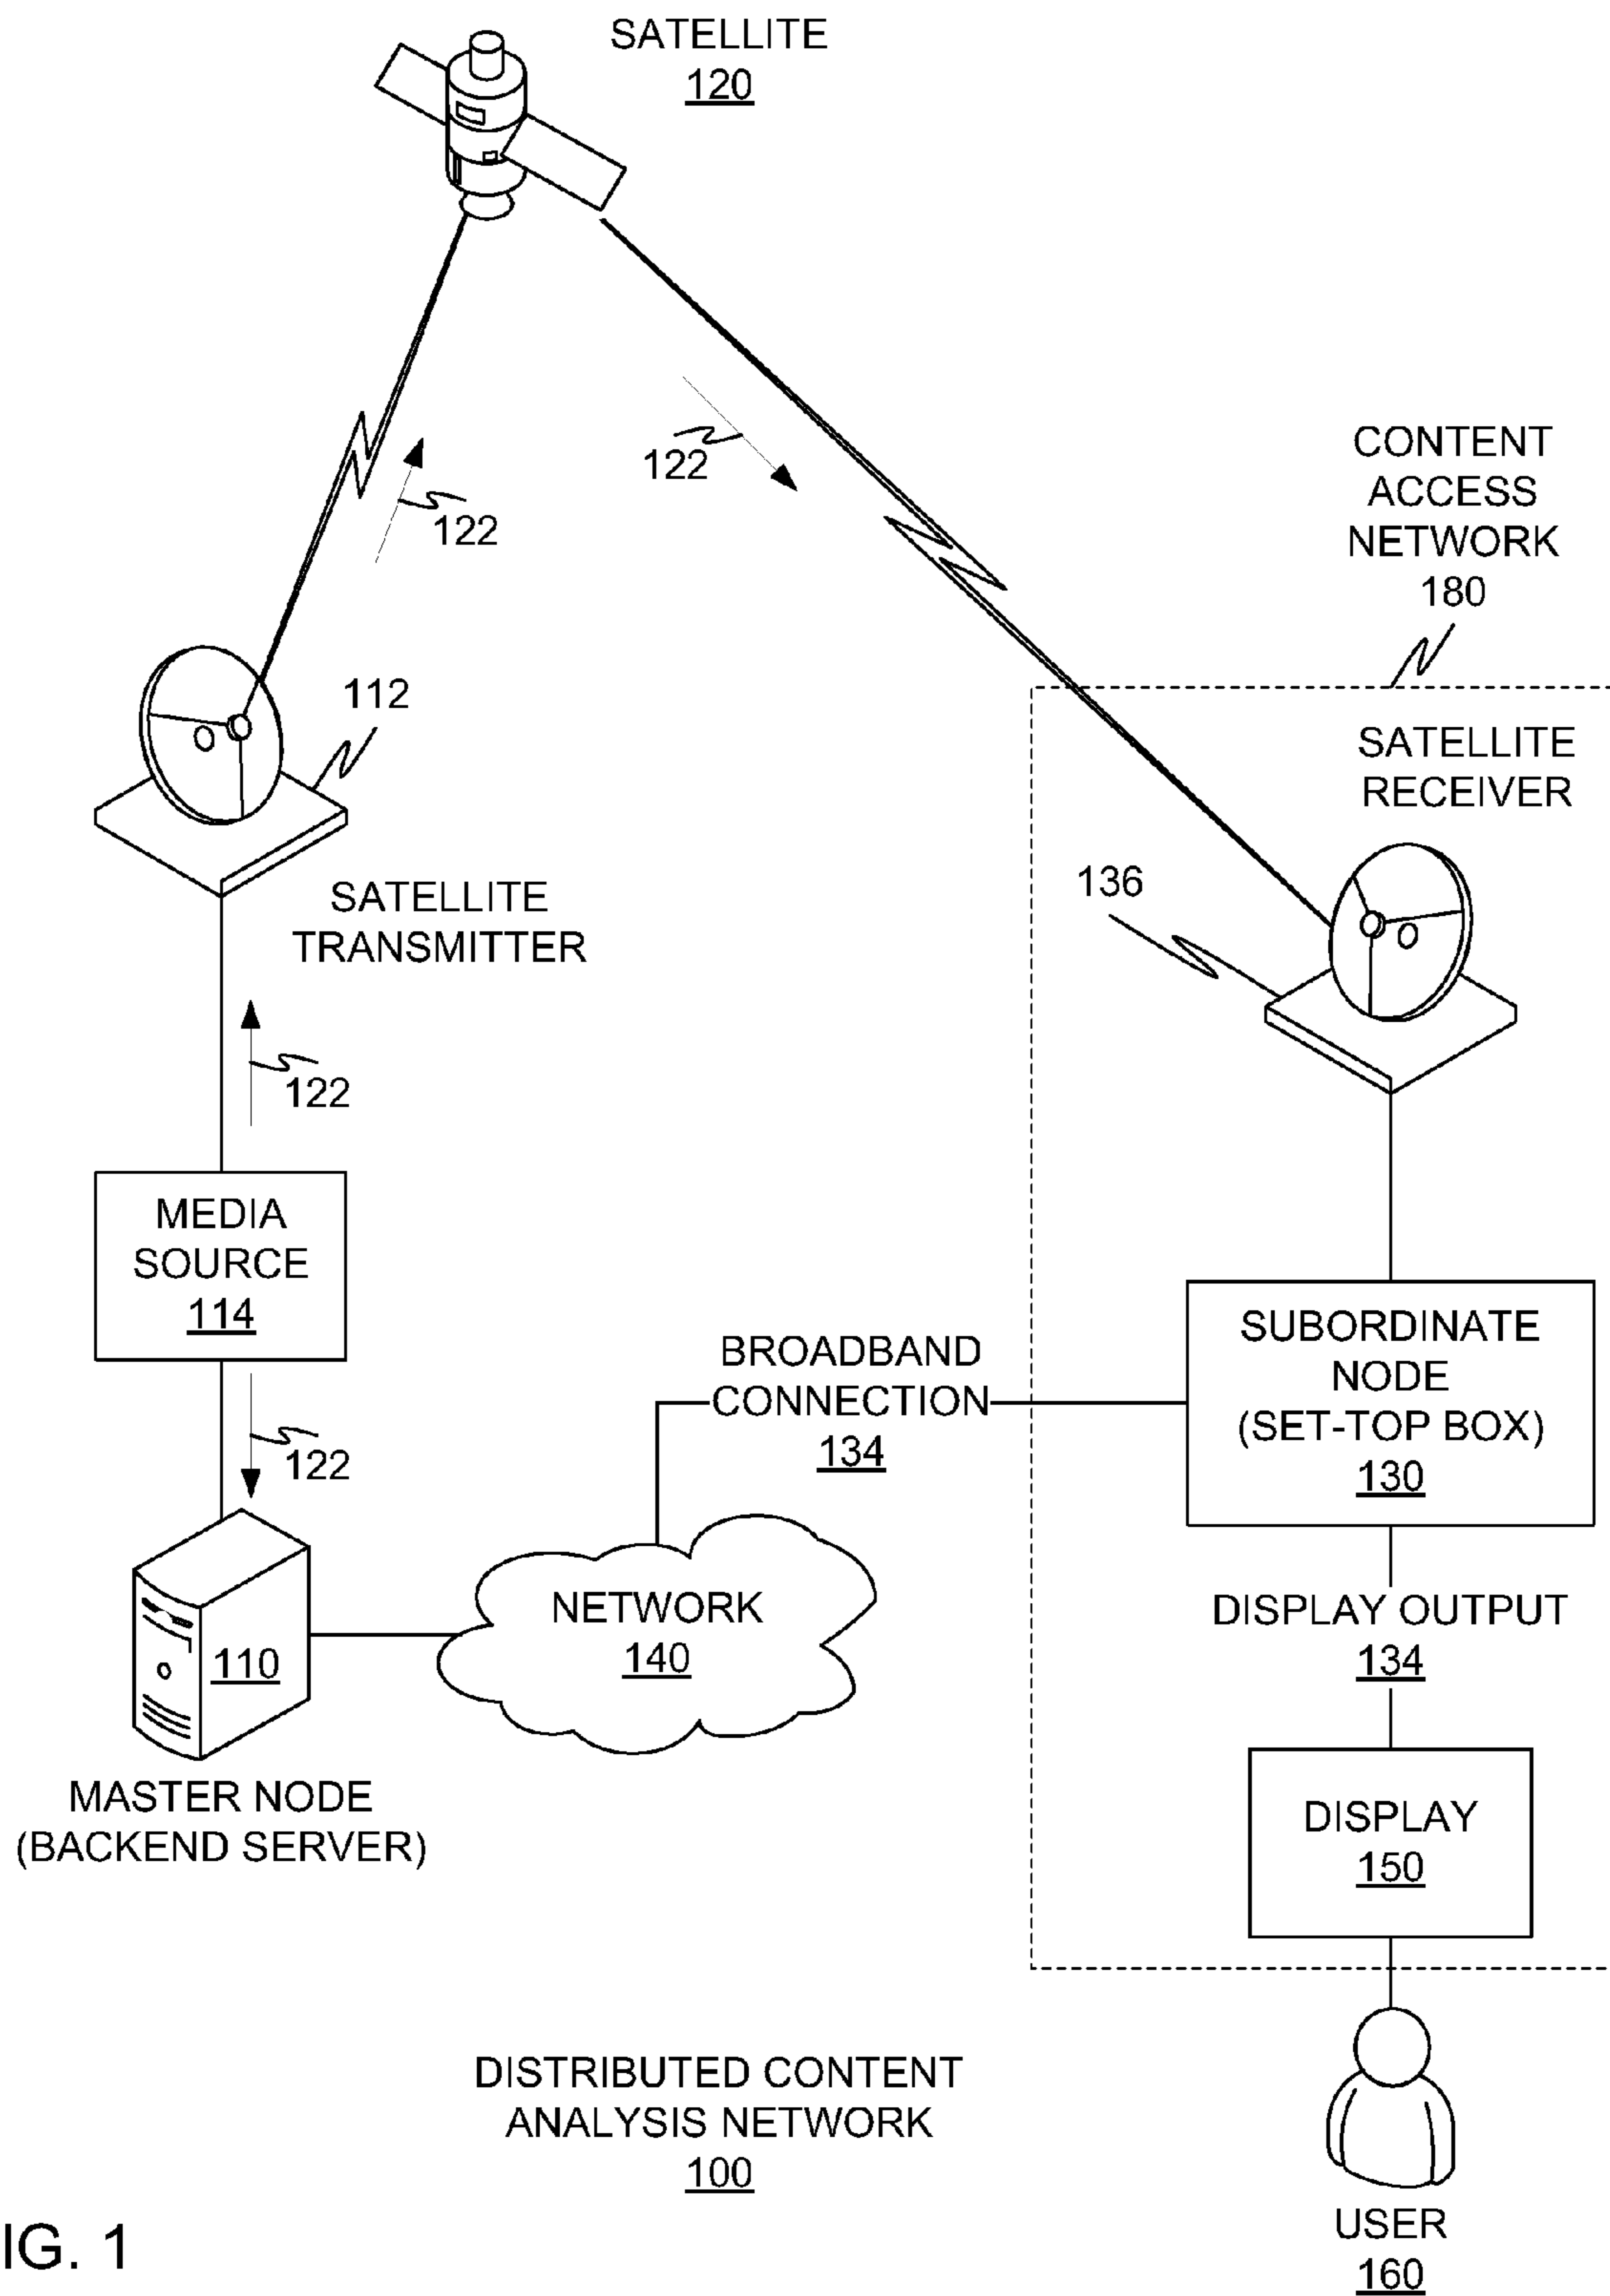 SATELLITE
120
122
122
CONTENT
ACCESS
NETWORK
180
112
SATELLITE
RECEIVER
136
SATELLITE
TRANSMITTER
122
MEDIA
SOURCE
114
122
BROADBAND
CONNECTION
134
SUBORDINATE
NODE
(SET-TOP BOX)
130
NETWORK
140
110
DISPLAY OUTPUT
134
MASTER NODE
(BACKEND SERVER)
DISPLAY
150
DISTRIBUTED CONTENT
ANALYSIS NETWORK
100
USER
160
IG. 1